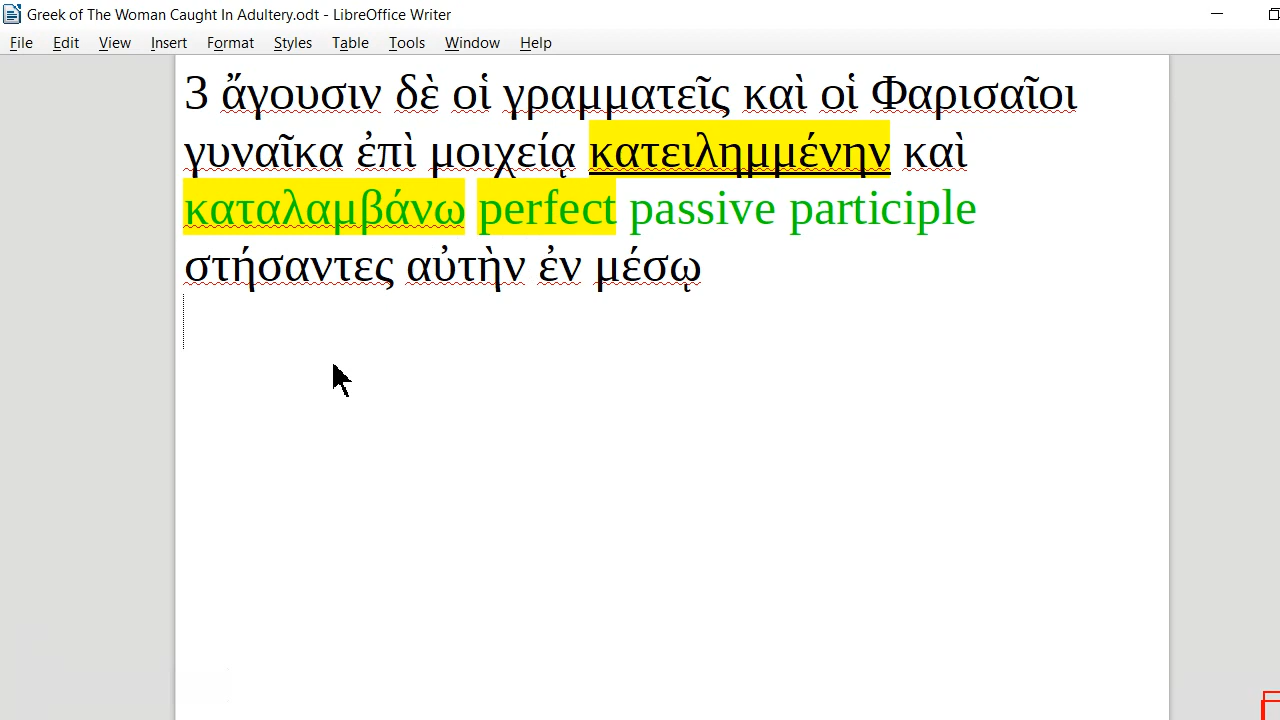 Greek of The Woman Caught In Adultery.odt - LibreOffice Writer
File Edit View Insert Format Styles Table Tools Window Help
3 ἄγουσιν δὲ οἱ γραμματεῖς καὶ οἱ Φαρισαῖοι
γυναῖκα ἐπὶ μοιχείᾳ κατειλημμένην καὶ
καταλαμβάνω perfect passive participle
στήσαντες αὐτὴν ἐν μέσῳ